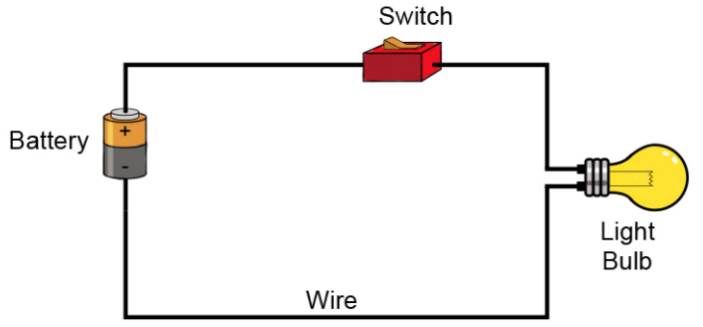 Switch
Battery
+
-
Light
Bulb
Wire